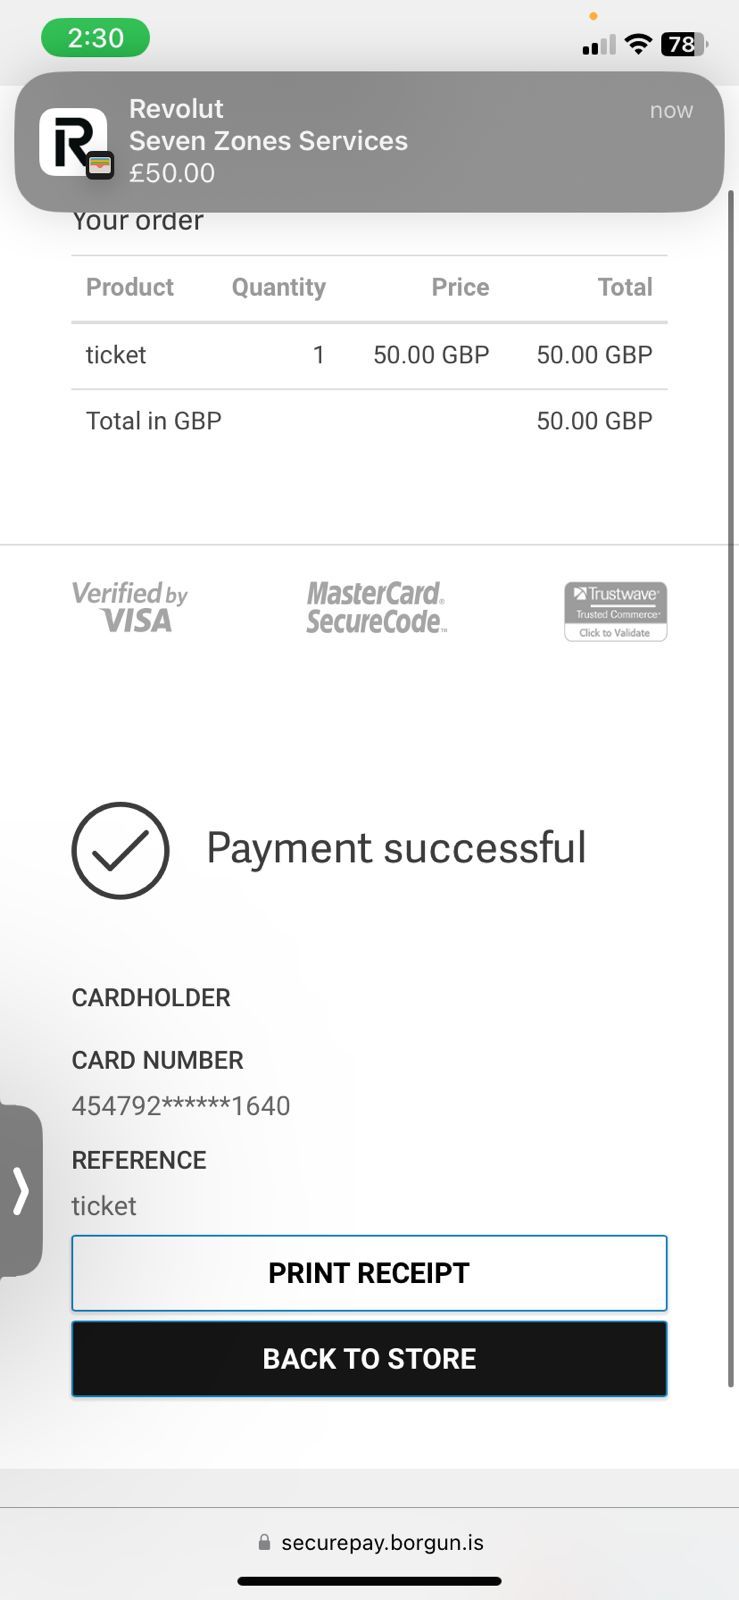 2:30
78
Revolut
now
Seven Zones Services
£50.00
Your order
Product Quantity Price Total
ticket 1 50.00 GBP 50.00 GBP
Total in GBP 50.00 GBP
Verified by VISA
MasterCard. SecureCode.™
Trustwave® Trusted Commerce™ Click to Validate
Payment successful
CARDHOLDER
CARD NUMBER
454792******1640
REFERENCE
ticket
PRINT RECEIPT
BACK TO STORE
securepay.borgun.is